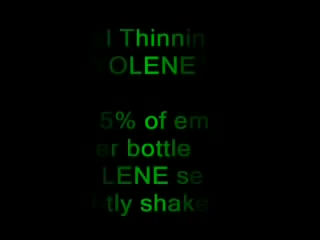 l Thinnin
OLENE
5% of em
er bottle
LENE se
tly shake